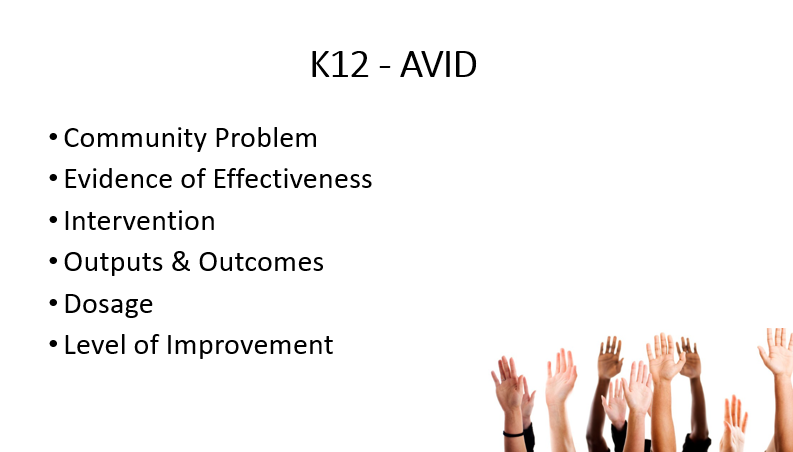 K12 - AVID
• Community Problem
• Evidence of Effectiveness
• Intervention
• Outputs & Outcomes
• Dosage
• Level of Improvement